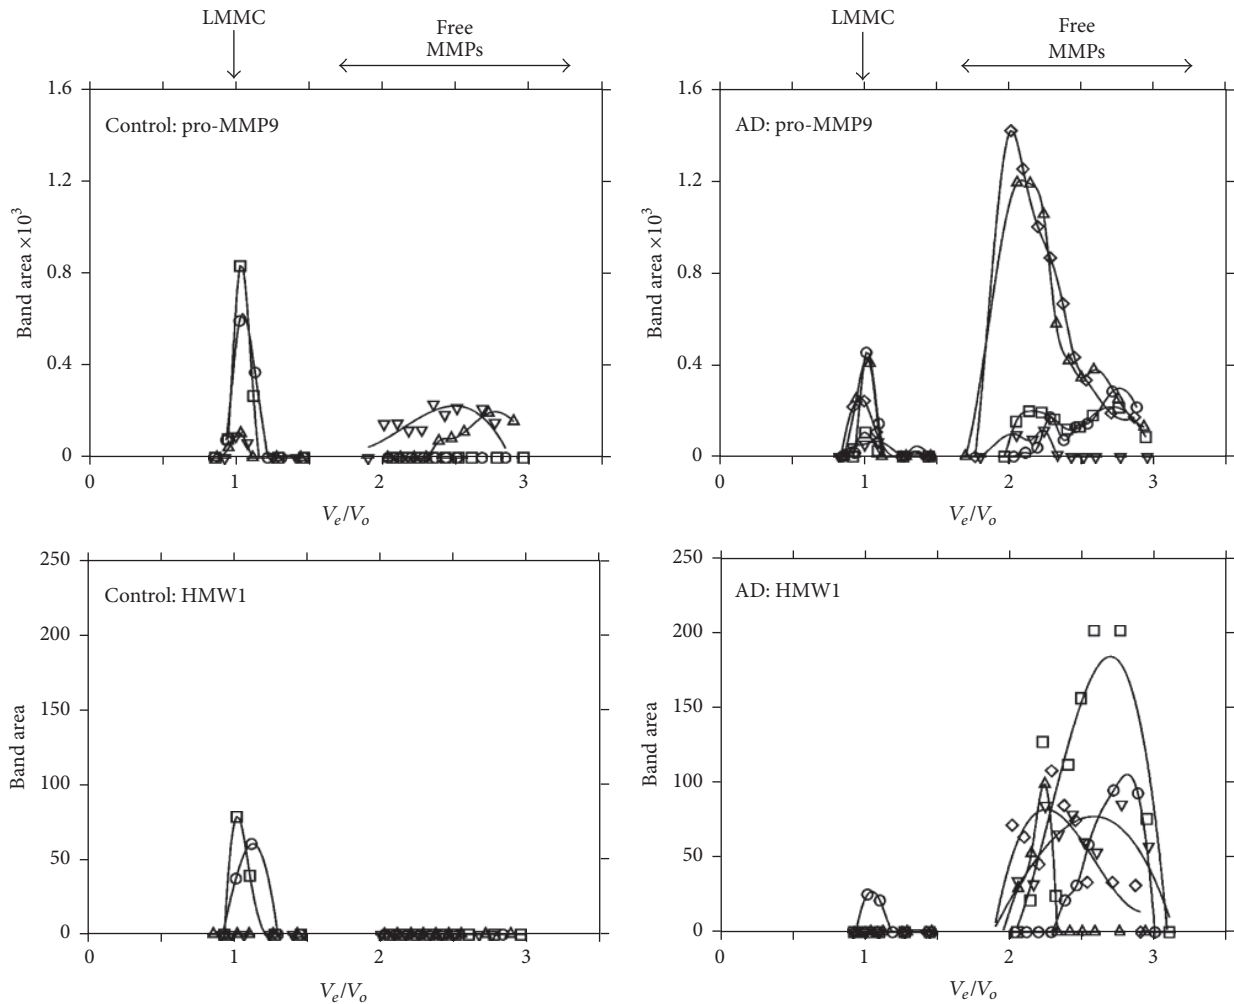 LMMC
Free
MMPs
Control: pro-MMP9
1.6
1.2
0.8
0.4
0
Band area ×10³
0 1 2 3
Vₑ/Vₒ
LMMC
Free
MMPs
AD: pro-MMP9
1.6
1.2
0.8
0.4
0
Band area ×10³
0 1 2 3
Vₑ/Vₒ
Control: HMW1
250
200
150
100
50
0
Band area
0 1 2 3
Vₑ/Vₒ
AD: HMW1
250
200
150
100
50
0
Band area
0 1 2 3
Vₑ/Vₒ